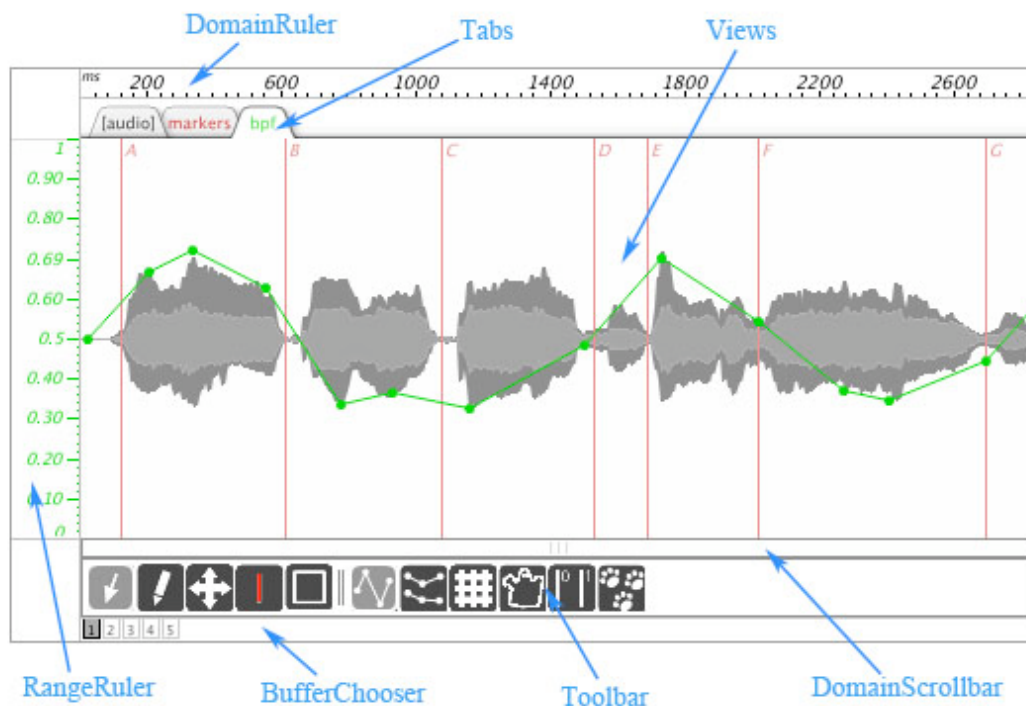 DomainRuler
Tabs
Views
ms 200 600 1000 1400 1800 2200 2600
[audio] markers bpf
A B C D E F G
1
0.90
0.80
0.69
0.60
0.5
0.40
0.30
0.20
0.10
0
0 1
1 2 3 4 5
RangeRuler
BufferChooser
Toolbar
DomainScrollbar